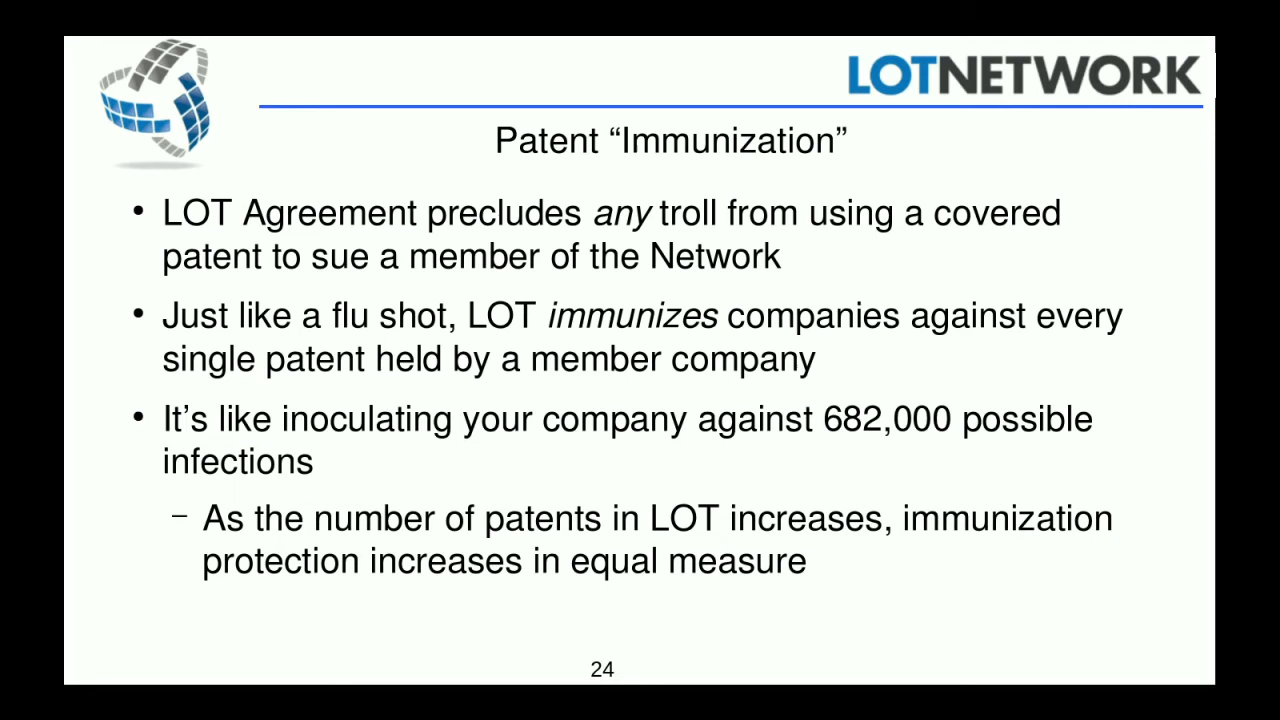 LOTNETWORK
Patent “Immunization”
• LOT Agreement precludes any troll from using a covered
patent to sue a member of the Network
• Just like a flu shot, LOT immunizes companies against every
single patent held by a member company
• It’s like inoculating your company against 682,000 possible
infections
– As the number of patents in LOT increases, immunization
protection increases in equal measure
24